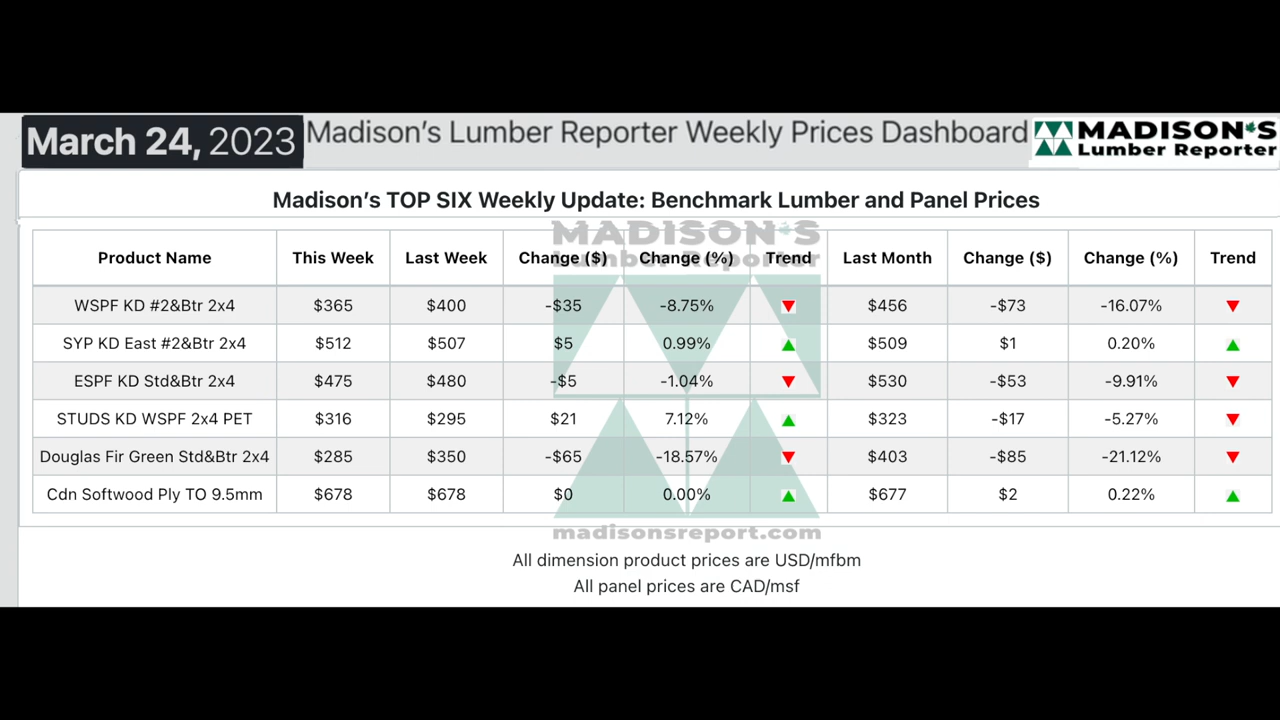 March 24, 2023 Madison's Lumber Reporter Weekly Prices Dashboard MADISON'S
Lumber Reporter
Madison's TOP SIX Weekly Update: Benchmark Lumber and Panel Prices
MADISON'S
Lumber Reporter
Product Name This Week Last Week Change ($) Change (%) Trend Last Month Change ($) Change (%) Trend
WSPF KD #2&Btr 2x4 $365 $400 -$35 -8.75% ▼ $456 -$73 -16.07% ▼
SYP KD East #2&Btr 2x4 $512 $507 $5 0.99% ▲ $509 $1 0.20% ▲
ESPF KD Std&Btr 2x4 $475 $480 -$5 -1.04% ▼ $530 -$53 -9.91% ▼
STUDS KD WSPF 2x4 PET $316 $295 $21 7.12% ▲ $323 -$17 -5.27% ▼
Douglas Fir Green Std&Btr 2x4 $285 $350 -$65 -18.57% ▼ $403 -$85 -21.12% ▼
Cdn Softwood Ply TO 9.5mm $678 $678 $0 0.00% ▲ $677 $2 0.22% ▲
madisonsreport.com
All dimension product prices are USD/mfbm
All panel prices are CAD/msf